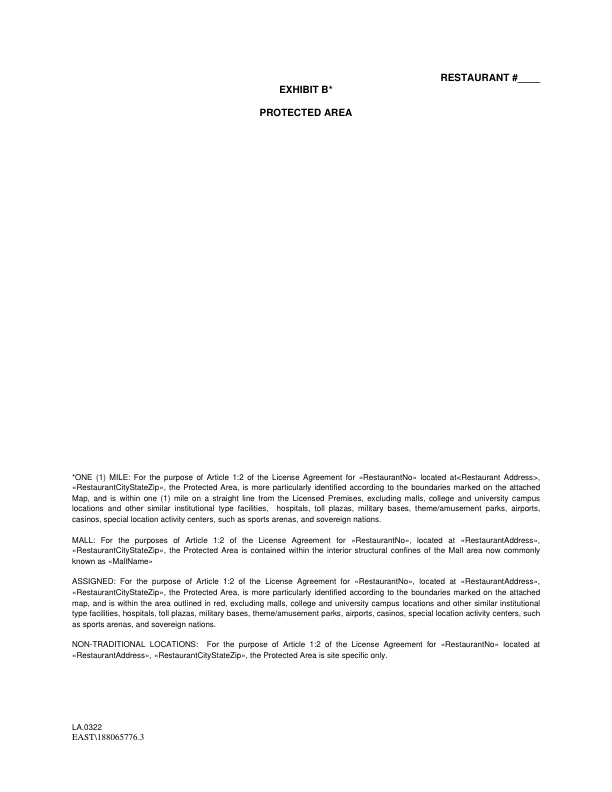 RESTAURANT #____
EXHIBIT B*
PROTECTED AREA
*ONE (1) MILE: For the purpose of Article 1:2 of the License Agreement for «RestaurantNo» located at<Restaurant Address>,
«RestaurantCityStateZip», the Protected Area, is more particularly identified according to the boundaries marked on the attached
Map, and is within one (1) mile on a straight line from the Licensed Premises, excluding malls, college and university campus
locations and other similar institutional type facilities, hospitals, toll plazas, military bases, theme/amusement parks, airports,
casinos, special location activity centers, such as sports arenas, and sovereign nations.
MALL: For the purposes of Article 1:2 of the License Agreement for «RestaurantNo», located at «RestaurantAddress»,
«RestaurantCityStateZip», the Protected Area is contained within the interior structural confines of the Mall area now commonly
known as «MallName»
ASSIGNED: For the purpose of Article 1:2 of the License Agreement for «RestaurantNo», located at «RestaurantAddress»,
«RestaurantCityStateZip», the Protected Area, is more particularly identified according to the boundaries marked on the attached
map, and is within the area outlined in red, excluding malls, college and university campus locations and other similar institutional
type facilities, hospitals, toll plazas, military bases, theme/amusement parks, airports, casinos, special location activity centers, such
as sports arenas, and sovereign nations.
NON-TRADITIONAL LOCATIONS: For the purpose of Article 1:2 of the License Agreement for «RestaurantNo» located at
«RestaurantAddress», «RestaurantCityStateZip», the Protected Area is site specific only.
LA.0322
EAST\188065776.3